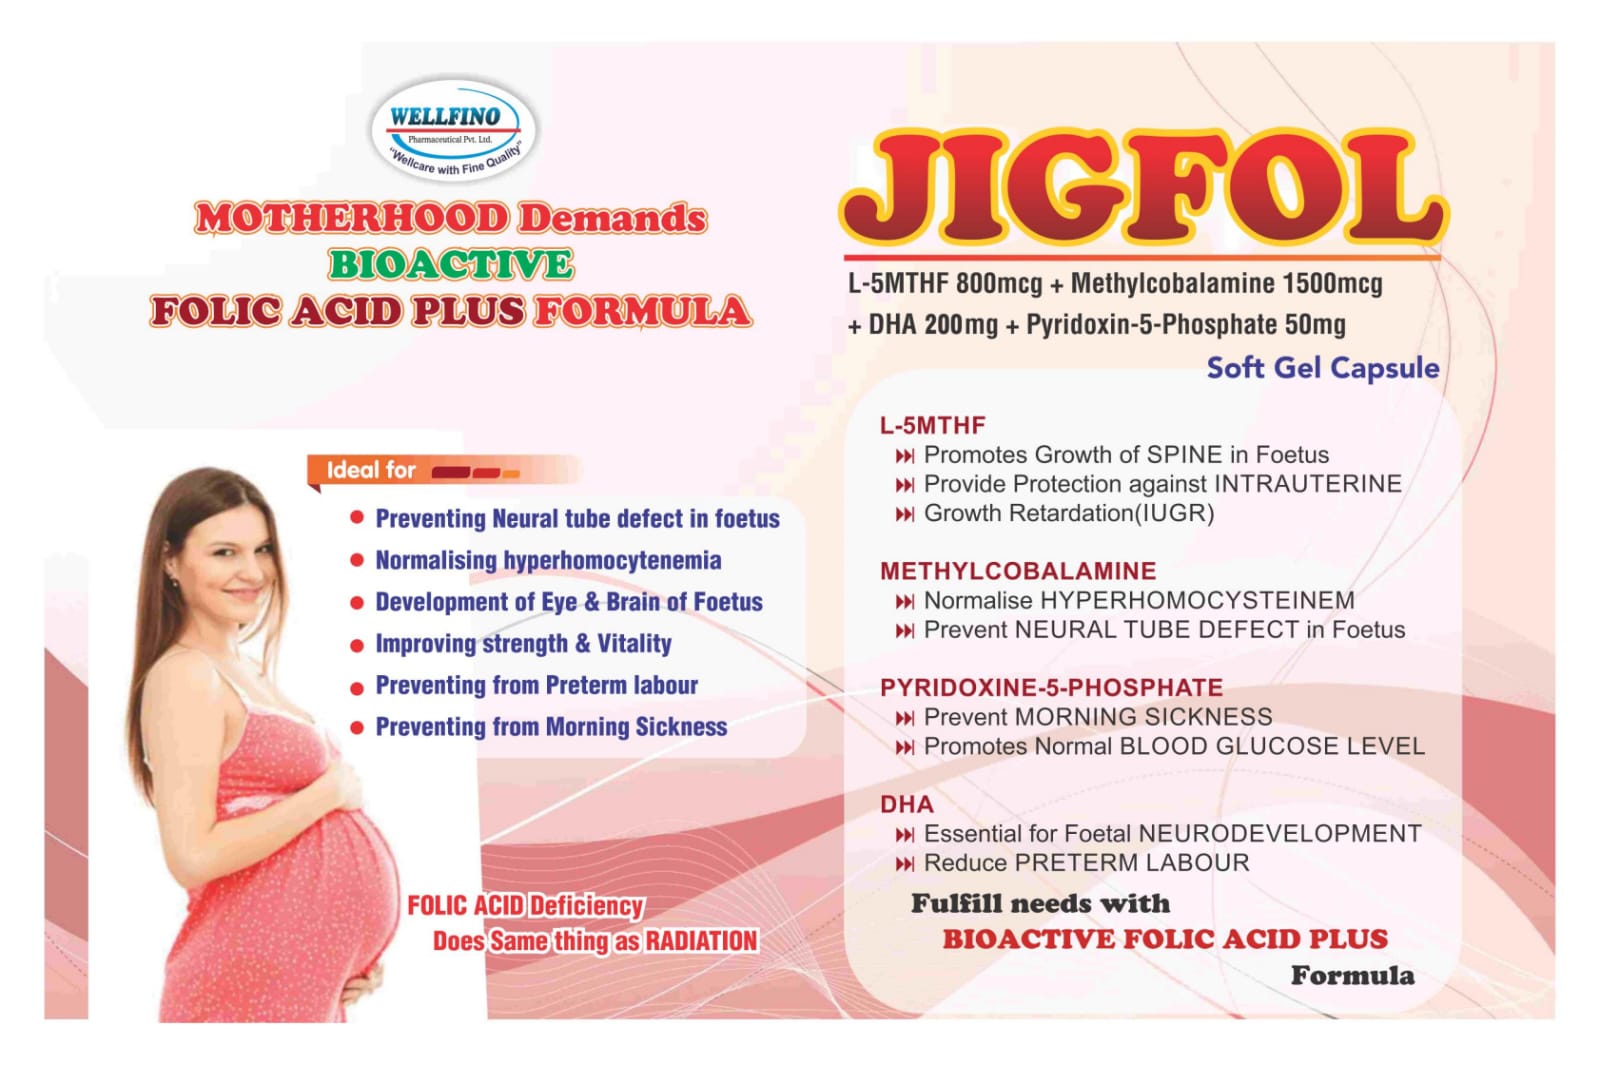 WELLFINO
Pharmaceutical Pvt. Ltd.
"Wellcare with Fine Quality"
MOTHERHOOD Demands
BIOACTIVE
FOLIC ACID PLUS FORMULA
Ideal for
Preventing Neural tube defect in foetus
Normalising hyperhomocytenemia
Development of Eye & Brain of Foetus
Improving strength & Vitality
Preventing from Preterm labour
Preventing from Morning Sickness
FOLIC ACID Deficiency
Does Same thing as RADIATION
JIGFOL
L-5MTHF 800mcg + Methylcobalamine 1500mcg
+ DHA 200mg + Pyridoxin-5-Phosphate 50mg
Soft Gel Capsule
L-5MTHF
Promotes Growth of SPINE in Foetus
Provide Protection against INTRAUTERINE
Growth Retardation(IUGR)
METHYLCOBALAMINE
Normalise HYPERHOMOCYSTEINEM
Prevent NEURAL TUBE DEFECT in Foetus
PYRIDOXINE-5-PHOSPHATE
Prevent MORNING SICKNESS
Promotes Normal BLOOD GLUCOSE LEVEL
DHA
Essential for Foetal NEURODEVELOPMENT
Reduce PRETERM LABOUR
Fulfill needs with
BIOACTIVE FOLIC ACID PLUS
Formula